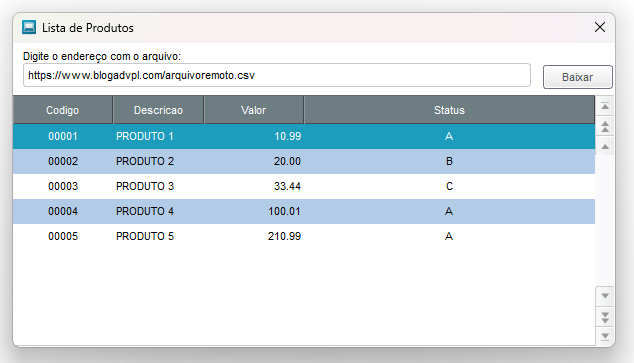 Lista de Produtos
Digite o endereço com o arquivo:
https://www.blogadvpl.com/arquivoremoto.csv
Baixar
Codigo Descricao Valor Status
00001 PRODUTO 1 10.99 A
00002 PRODUTO 2 20.00 B
00003 PRODUTO 3 33.44 C
00004 PRODUTO 4 100.01 A
00005 PRODUTO 5 210.99 A